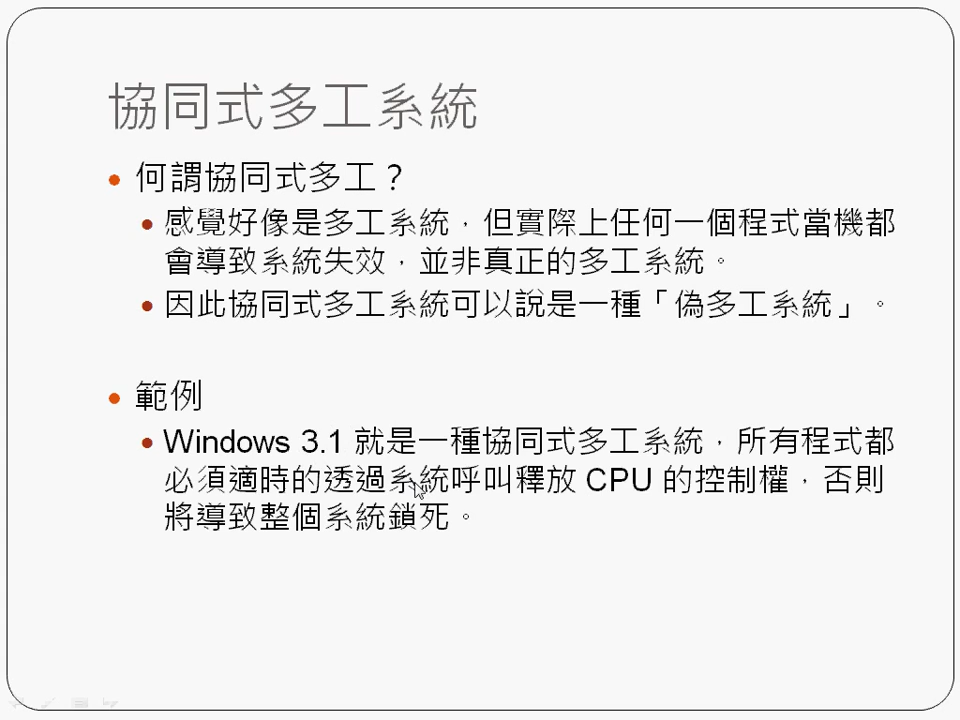 協同式多工系統
何謂協同式多工？
感覺好像是多工系統，但實際上任何一個程式當機都
會導致系統失效，並非真正的多工系統。
因此協同式多工系統可以說是一種「偽多工系統」。
範例
Windows 3.1 就是一種協同式多工系統，所有程式都
必須適時的透過系統呼叫釋放 CPU 的控制權，否則
將導致整個系統鎖死。